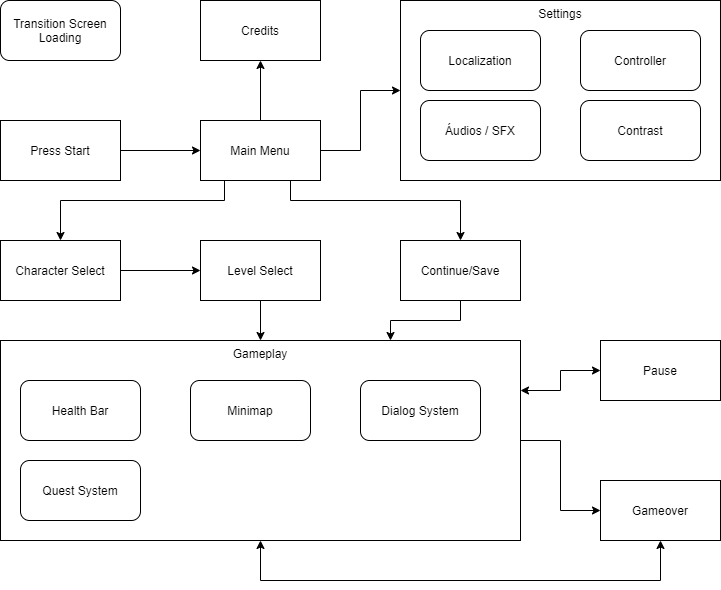 Transition Screen
Loading
Credits
Settings
Localization
Controller
Áudios / SFX
Contrast
Press Start
Main Menu
Character Select
Level Select
Continue/Save
Gameplay
Health Bar
Minimap
Dialog System
Quest System
Pause
Gameover